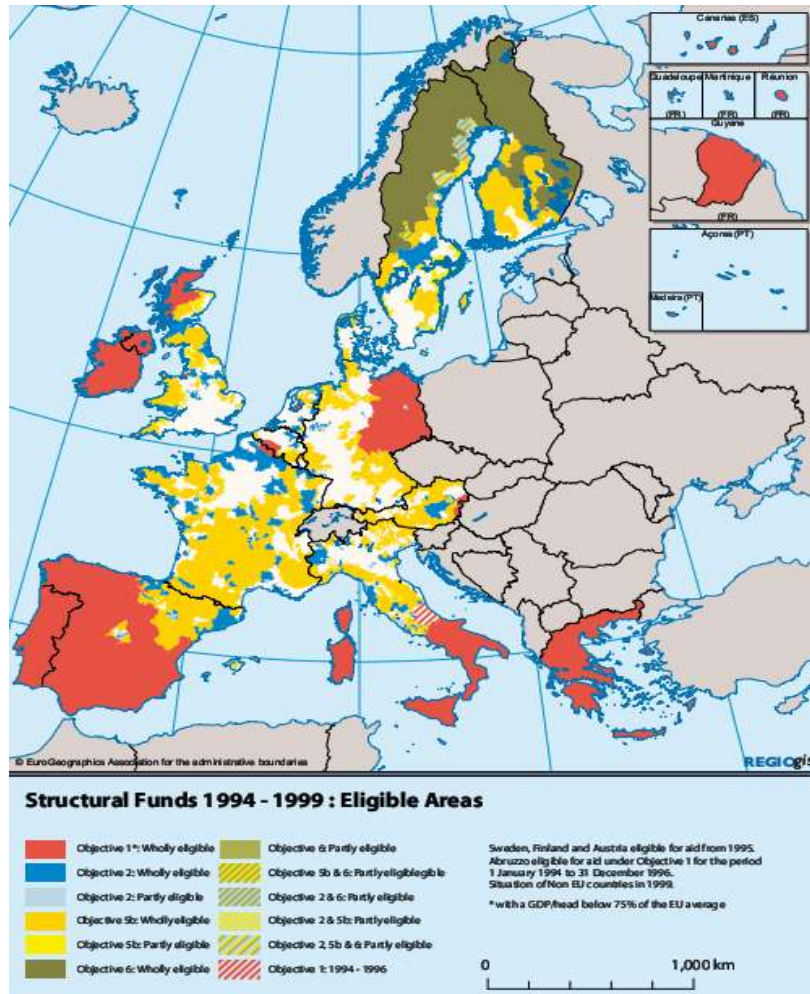 Canarias (ES)
Guadeloupe Martinique Réunion
(FR) (FR) (FR)
Guyane
(FR)
Açores (PT)
Madeira (PT)
© EuroGeographics Association for the administrative boundaries
REGIOgis
Structural Funds 1994 - 1999 : Eligible Areas
Objective 1*: Wholly eligible
Objective 2: Wholly eligible
Objective 2: Partly eligible
Objective 5b: Wholly eligible
Objective 5b: Partly eligible
Objective 6: Wholly eligible
Objective 6: Partly eligible
Objective 5b & 6: Partly eligiblegible
Objective 2 & 6: Partly eligible
Objective 2 & 5b: Partly eligible
Objective 2, 5b & 6: Partly eligible
Objective 1: 1994 - 1996
Sweden, Finland and Austria eligible for aid from 1995.
Abruzzo eligible for aid under Objective 1 for the period
1 January 1994 to 31 December 1996.
Situation of Non EU countries in 1999.
* with a GDP/head below 75% of the EU average
0 1,000 km